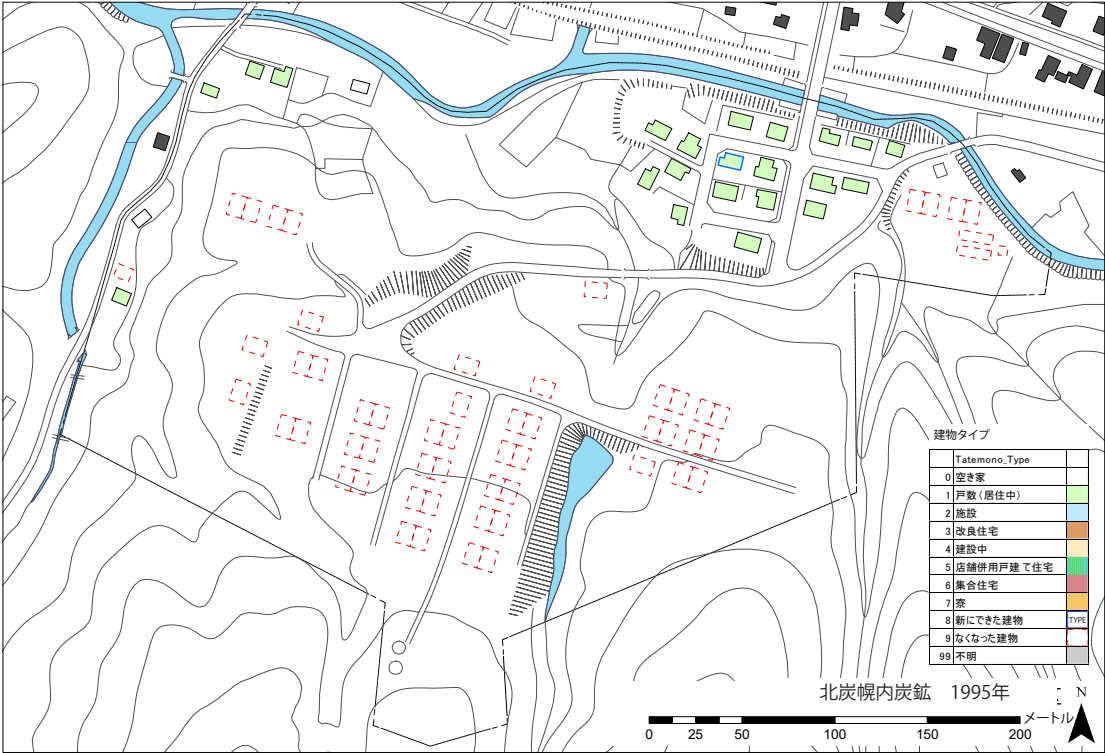 建物タイプ
Tatemono_Type
0 空き家
1 戸数(居住中)
2 施設
3 改良住宅
4 建設中
5 店舗併用戸建て住宅
6 集合住宅
7 寮
8 新にできた建物 TYPE
9 なくなった建物
99 不明
北炭幌内炭鉱 1995年
N
メートル
0 25 50 100 150 200